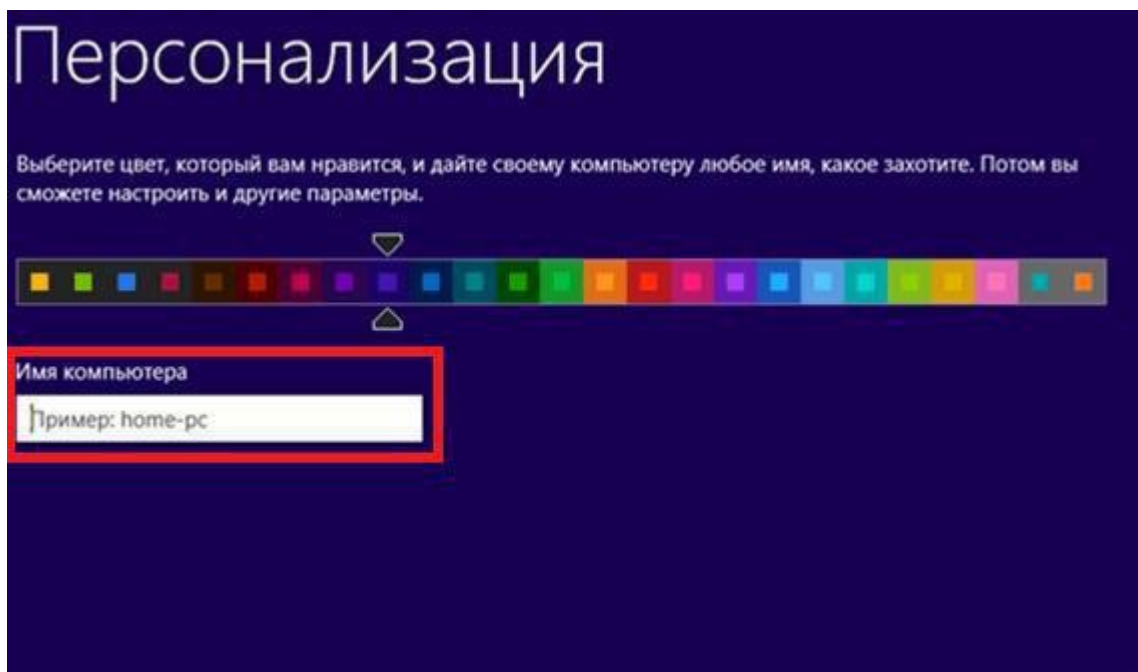 Персонализация
Выберите цвет, который вам нравится, и дайте своему компьютеру любое имя, какое захотите. Потом вы
сможете настроить и другие параметры.
Имя компьютера
Пример: home-pc